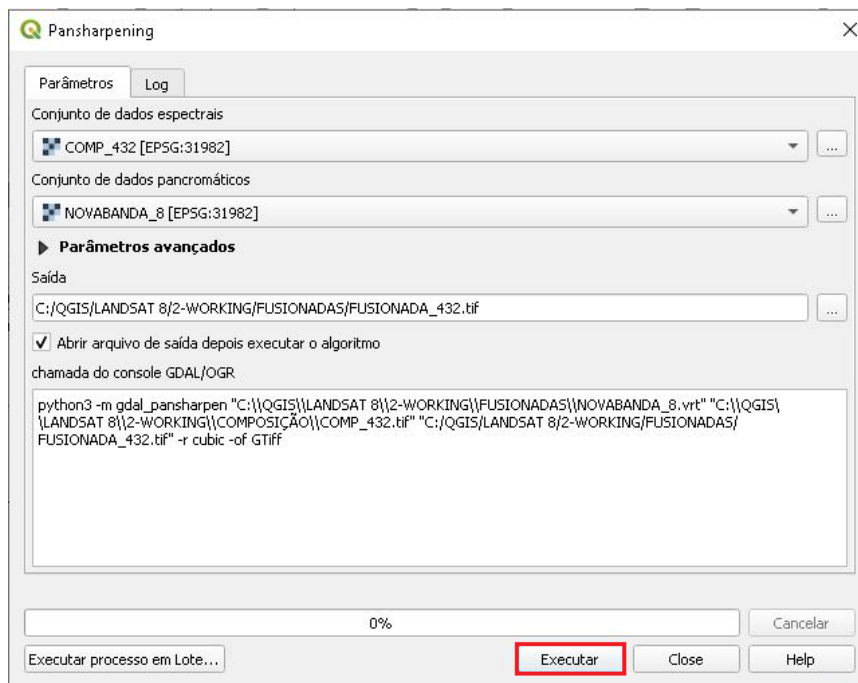 Pansharpening
Parâmetros
Log
Conjunto de dados espectrais
COMP_432 [EPSG:31982]
...
Conjunto de dados pancromáticos
NOVABANDA_8 [EPSG:31982]
...
Parâmetros avançados
Saída
C:/QGIS/LANDSAT 8/2-WORKING/FUSIONADAS/FUSIONADA_432.tif
...
Abrir arquivo de saída depois executar o algoritmo
chamada do console GDAL/OGR
python3 -m gdal_pansharpen "C:\\QGIS\\LANDSAT 8\\2-WORKING\\FUSIONADAS\\NOVABANDA_8.vrt" "C:\\QGIS\
\LANDSAT 8\\2-WORKING\\COMPOSIÇÃO\\COMP_432.tif" "C:/QGIS/LANDSAT 8/2-WORKING/FUSIONADAS/
FUSIONADA_432.tif" -r cubic -of GTiff
0%
Cancelar
Executar processo em Lote...
Executar
Close
Help